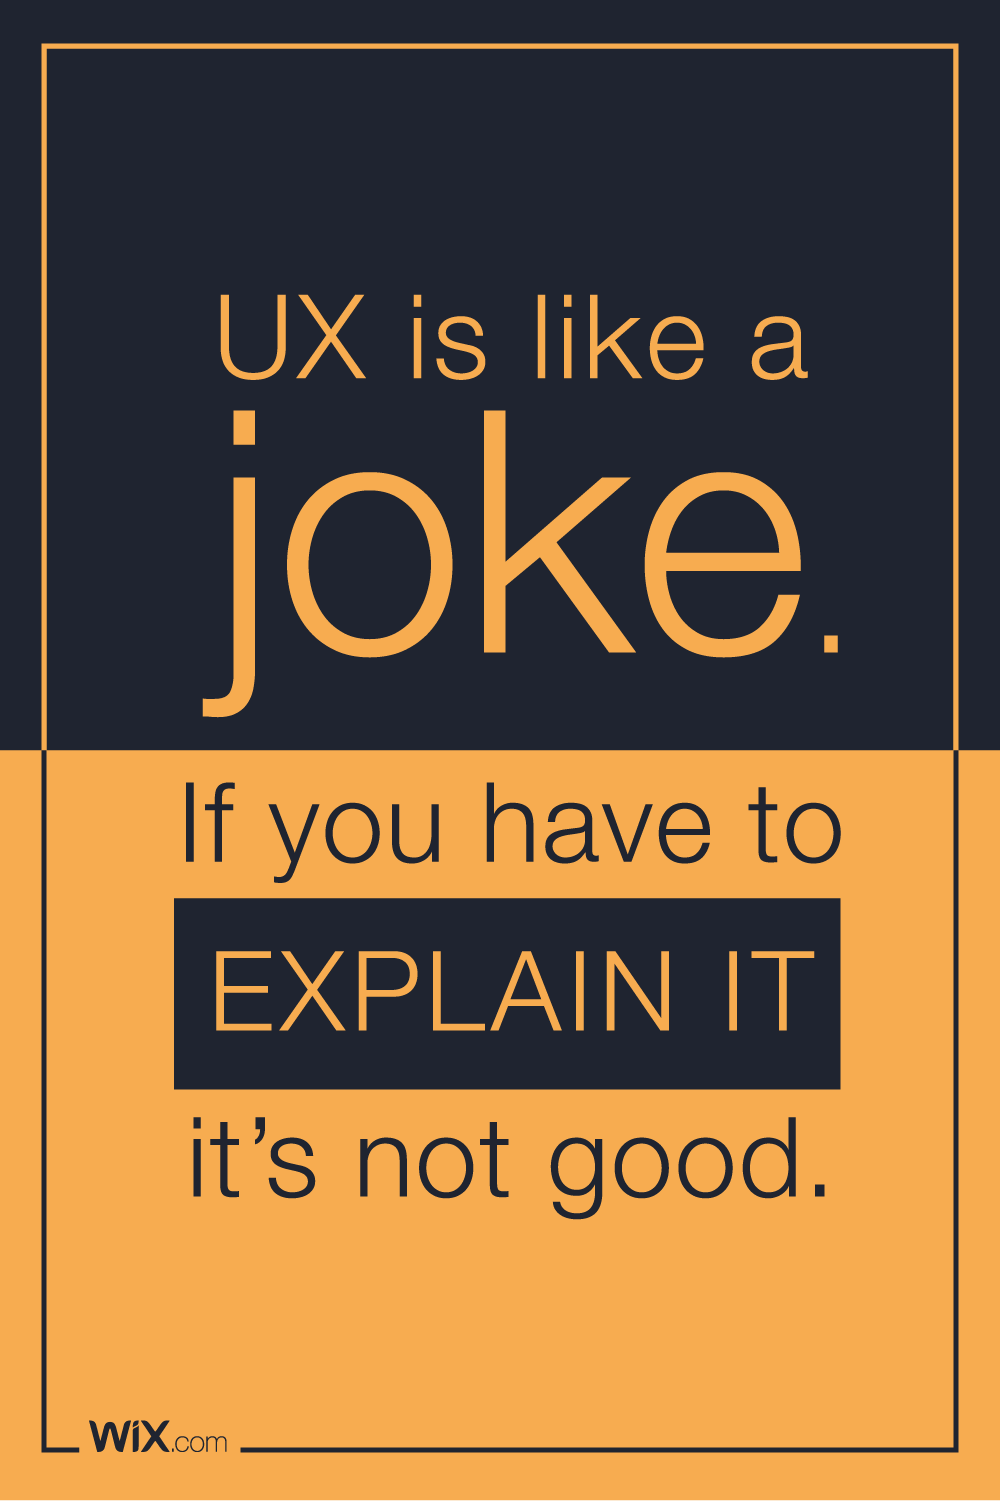 UX is like a
joke.
If you have to
EXPLAIN IT
it’s not good.
WiX.com